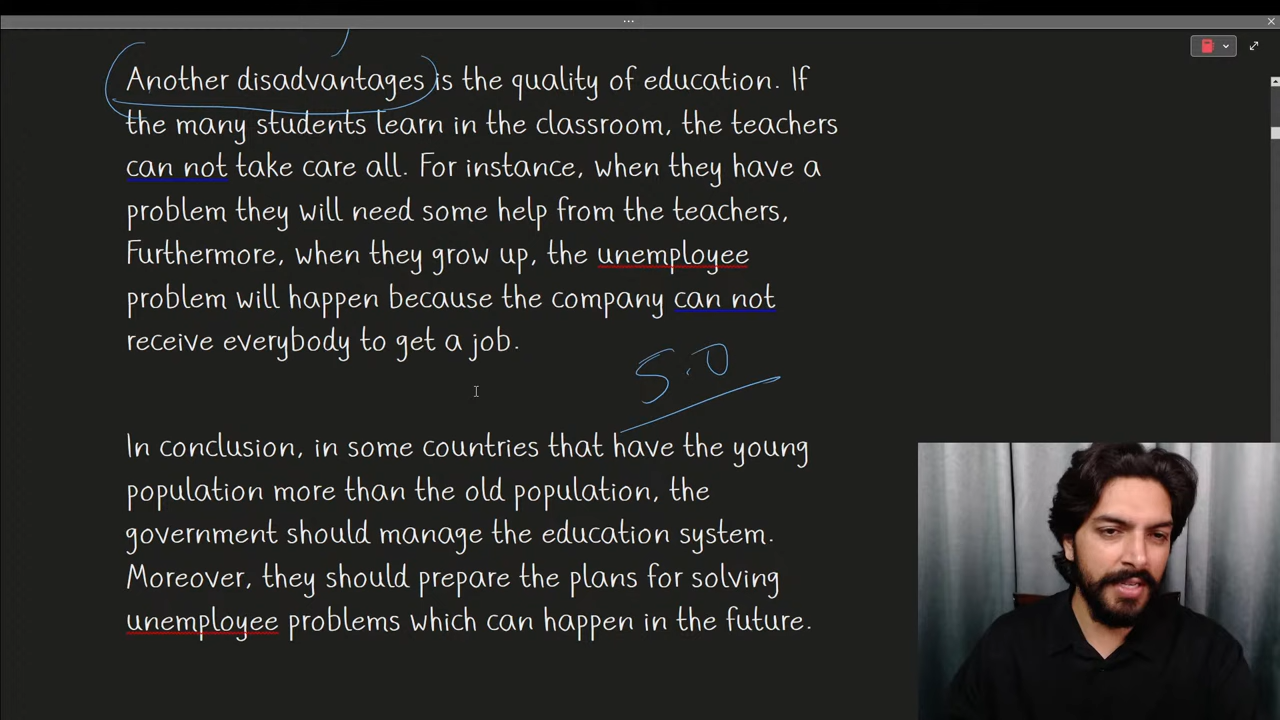 Another disadvantages is the quality of education. If
the many students learn in the classroom, the teachers
can not take care all. For instance, when they have a
problem they will need some help from the teachers,
Furthermore, when they grow up, the unemployee
problem will happen because the company can not
receive everybody to get a job.
5.0
In conclusion, in some countries that have the young
population more than the old population, the
government should manage the education system.
Moreover, they should prepare the plans for solving
unemployee problems which can happen in the future.